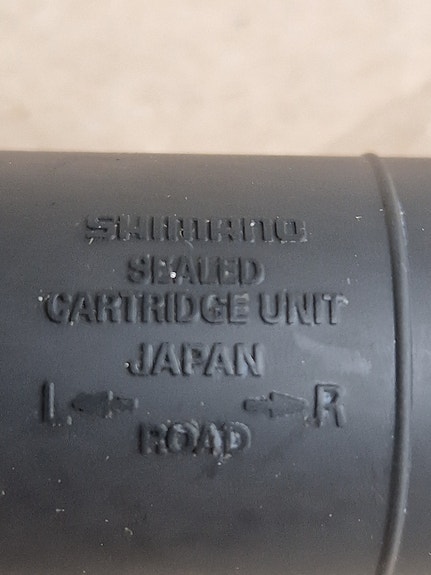 SHIMANO
SEALED
CARTRIDGE UNIT
JAPAN
L ← → R
ROAD